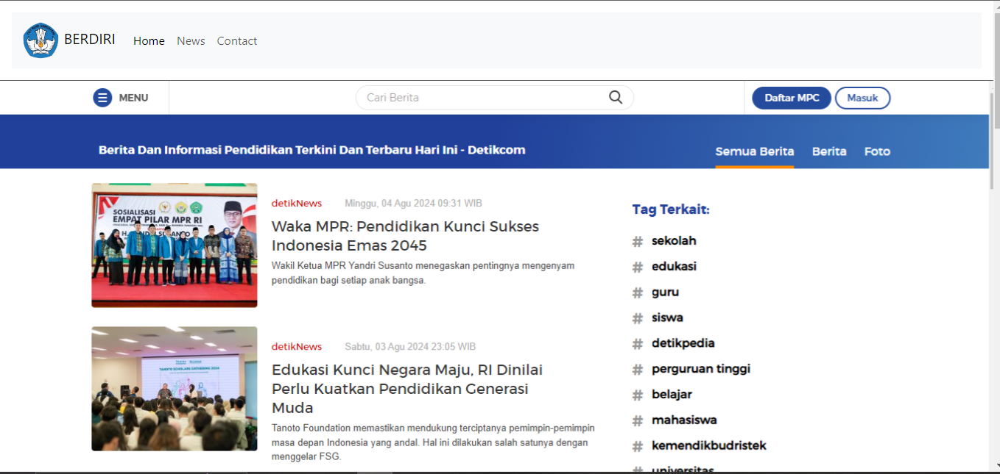 BERDIRI Home News Contact
MENU Cari Berita Daftar MPC Masuk
Berita Dan Informasi Pendidikan Terkini Dan Terbaru Hari Ini - Detikcom
Semua Berita Berita Foto
SOSIALISASI
EMPAT PILAR MPR RI
detikNews Minggu, 04 Agu 2024 09:31 WIB
Waka MPR: Pendidikan Kunci Sukses
Indonesia Emas 2045
Wakil Ketua MPR Yandri Susanto menegaskan pentingnya mengenyam
pendidikan bagi setiap anak bangsa.
TANOTO SCHOLARS GATHERING 2024
detikNews Sabtu, 03 Agu 2024 23:05 WIB
Edukasi Kunci Negara Maju, RI Dinilai
Perlu Kuatkan Pendidikan Generasi
Muda
Tanoto Foundation memastikan mendukung terciptanya pemimpin-pemimpin
masa depan Indonesia yang andal. Hal ini dilakukan salah satunya dengan
menggelar FSG.
Tag Terkait:
# sekolah
# edukasi
# guru
# siswa
# detikpedia
# perguruan tinggi
# belajar
# mahasiswa
# kemendikbudristek
# universitas